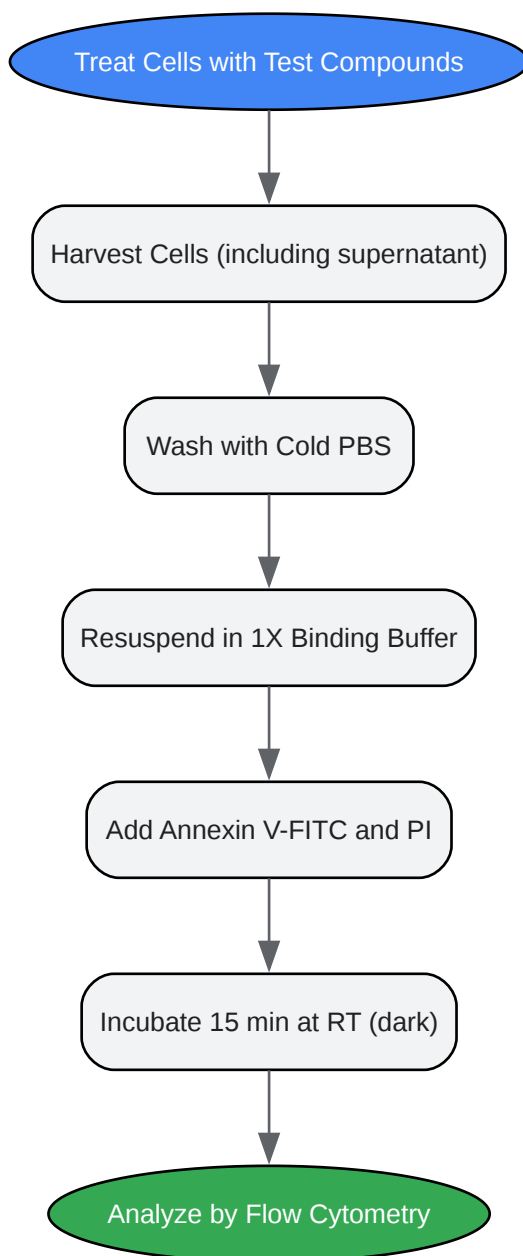 Treat Cells with Test Compounds
Harvest Cells (including supernatant)
Wash with Cold PBS
Resuspend in 1X Binding Buffer
Add Annexin V-FITC and PI
Incubate 15 min at RT (dark)
Analyze by Flow Cytometry